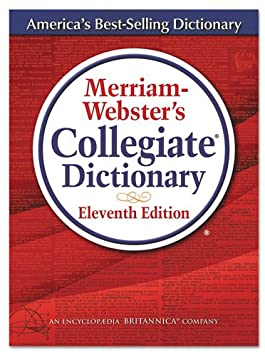 America's Best-Selling Dictionary
Merriam-
Webster's
Collegiate®
Dictionary
Eleventh Edition
®
AN ENCYCLOPÆDIA BRITANNICA® COMPANY